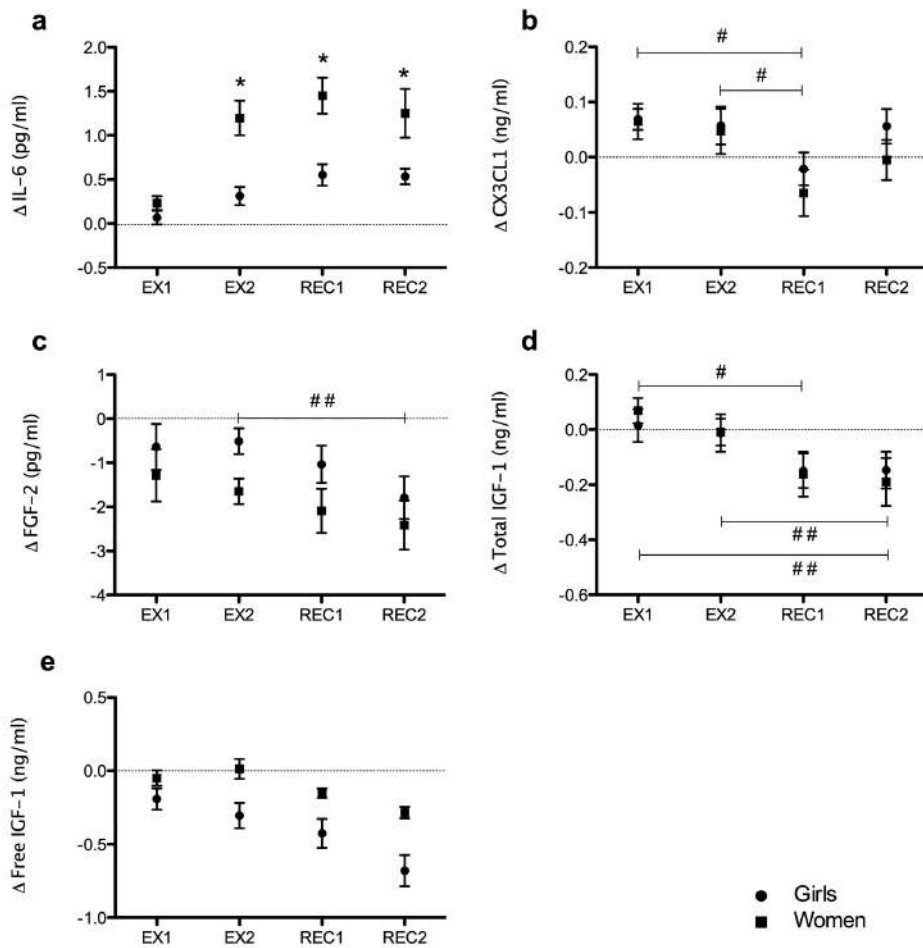 a
Δ IL-6 (pg/ml)
2.0
1.5
1.0
0.5
0.0
-0.5
* * *
EX1 EX2 REC1 REC2
b
Δ CX3CL1 (ng/ml)
0.2
0.1
0.0
-0.1
-0.2
#
#
EX1 EX2 REC1 REC2
c
Δ FGF-2 (pg/ml)
1
0
-1
-2
-3
-4
##
EX1 EX2 REC1 REC2
d
Δ Total IGF-1 (ng/ml)
0.2
0.0
-0.2
-0.4
-0.6
#
##
##
EX1 EX2 REC1 REC2
e
Δ Free IGF-1 (ng/ml)
0.5
0.0
-0.5
-1.0
EX1 EX2 REC1 REC2
Girls
Women